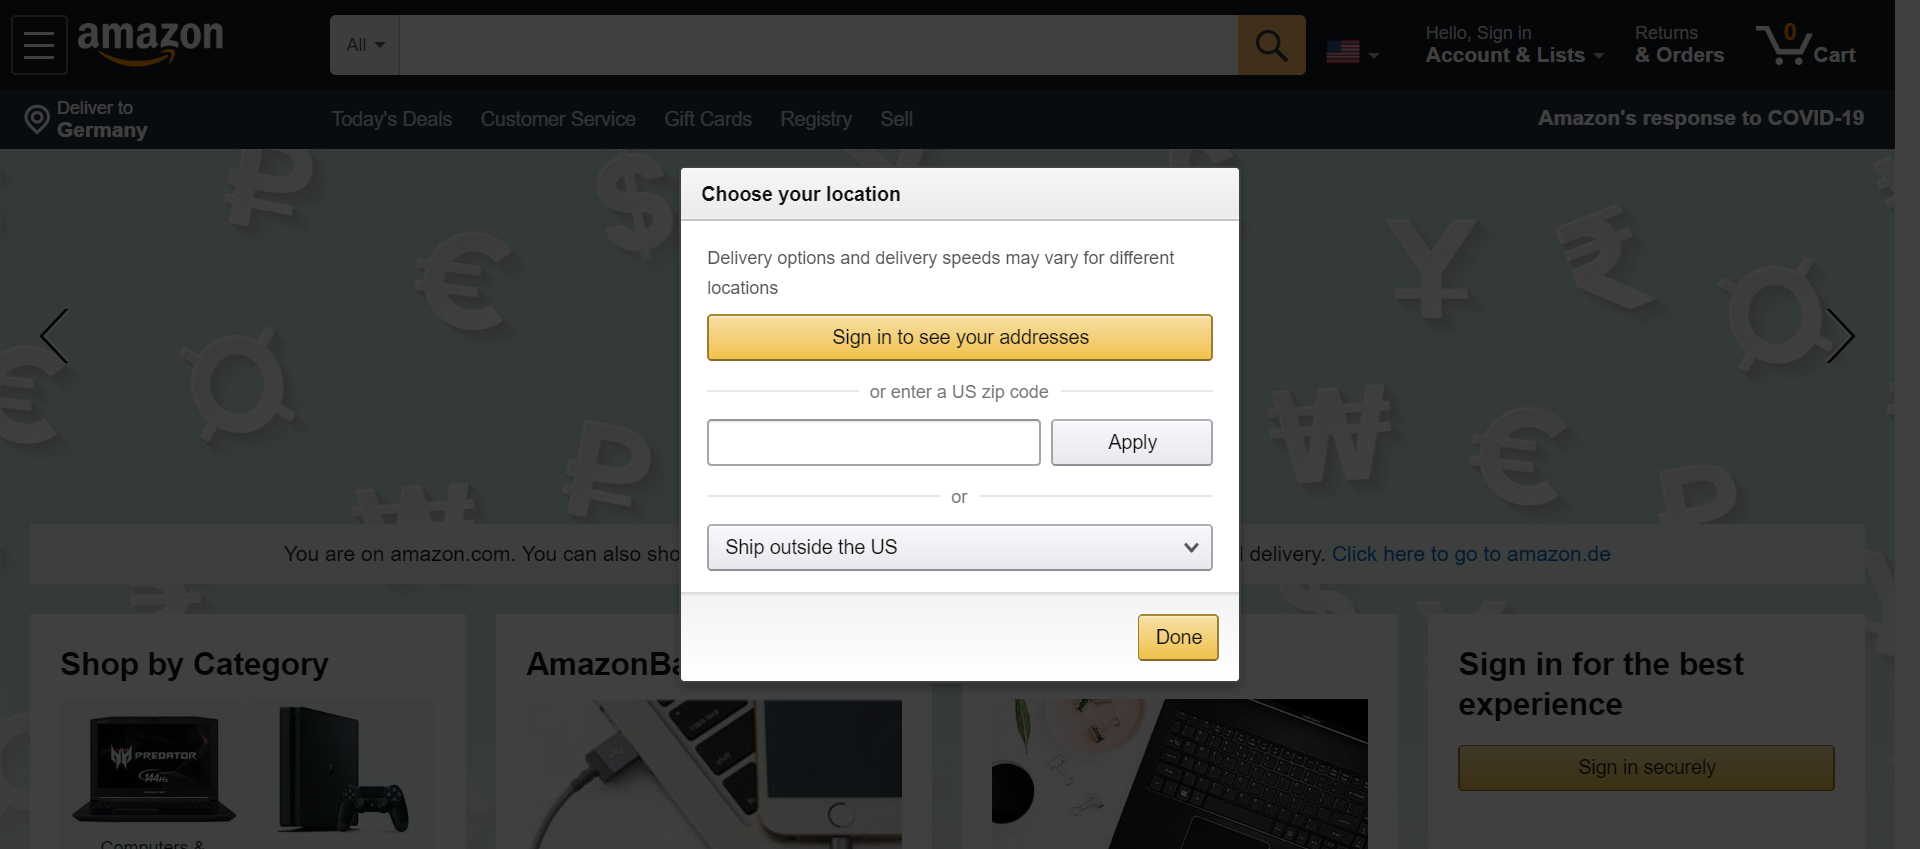 amazon
All
Hello, Sign in
Account & Lists
Returns
& Orders
0
Cart
Deliver to
Germany
Today's Deals
Customer Service
Gift Cards
Registry
Sell
Amazon's response to COVID-19
Choose your location
Delivery options and delivery speeds may vary for different
locations
Sign in to see your addresses
or enter a US zip code
Apply
or
Ship outside the US
Done
You are on amazon.com. You can also sho
l delivery. Click here to go to amazon.de
Shop by Category
AmazonBa
Sign in for the best
experience
Sign in securely
PREDATOR
144Hz
Computers &